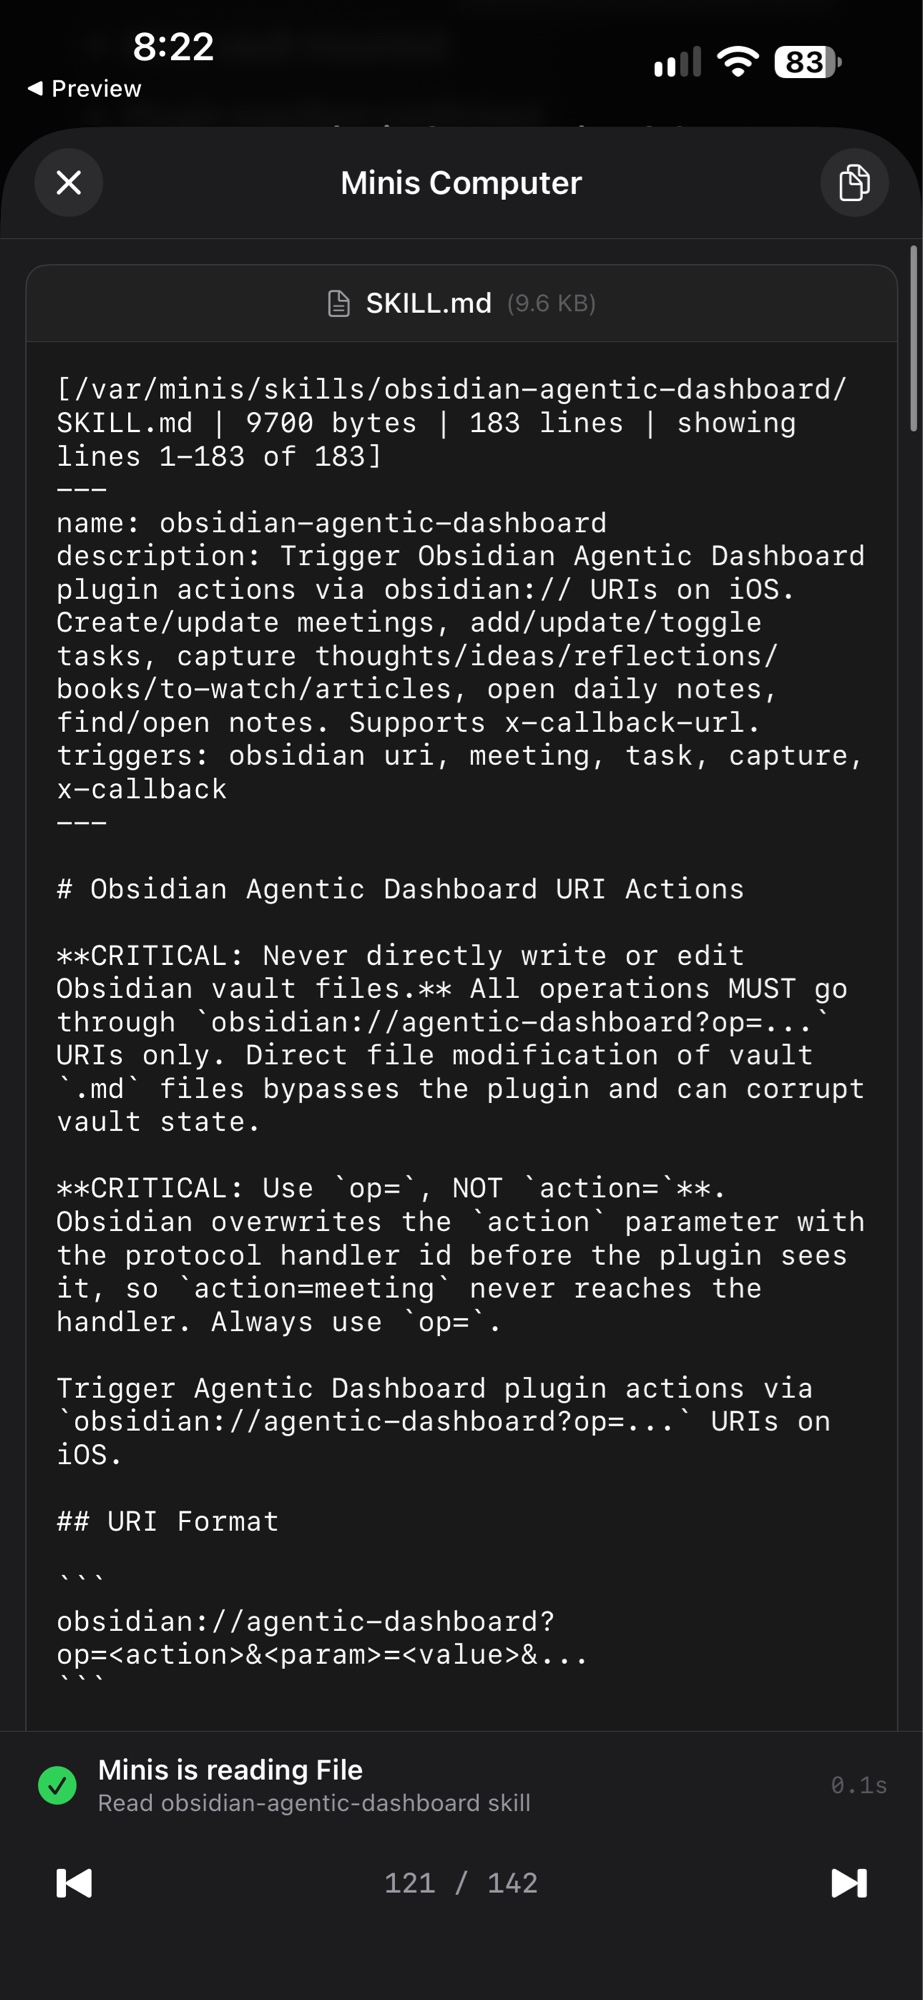 8:22
83
◀ Preview
Minis Computer
SKILL.md (9.6 KB)
[/var/minis/skills/obsidian-agentic-dashboard/
SKILL.md | 9700 bytes | 183 lines | showing
lines 1-183 of 183]
---
name: obsidian-agentic-dashboard
description: Trigger Obsidian Agentic Dashboard
plugin actions via obsidian:// URIs on iOS.
Create/update meetings, add/update/toggle
tasks, capture thoughts/ideas/reflections/
books/to-watch/articles, open daily notes,
find/open notes. Supports x-callback-url.
triggers: obsidian uri, meeting, task, capture,
x-callback
---
# Obsidian Agentic Dashboard URI Actions
**CRITICAL: Never directly write or edit
Obsidian vault files.** All operations MUST go
through `obsidian://agentic-dashboard?op=...`
URIs only. Direct file modification of vault
`.md` files bypasses the plugin and can corrupt
vault state.
**CRITICAL: Use `op=`, NOT `action=`**.
Obsidian overwrites the `action` parameter with
the protocol handler id before the plugin sees
it, so `action=meeting` never reaches the
handler. Always use `op=`.
Trigger Agentic Dashboard plugin actions via
`obsidian://agentic-dashboard?op=...` URIs on
iOS.
## URI Format
```
obsidian://agentic-dashboard?
op=<action>&<param>=<value>&...
```
Minis is reading File
Read obsidian-agentic-dashboard skill
0.1s
121 / 142